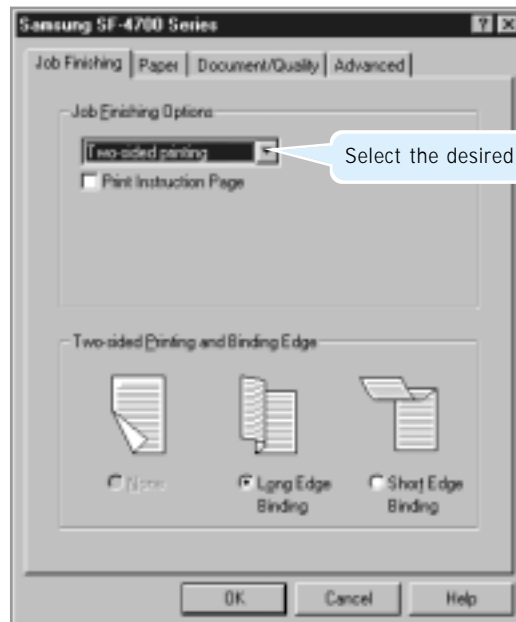 Samsung SF-4700 Series
Job Finishing Paper Document/Quality Advanced
Job Finishing Options
Two-sided printing
Select the desired
Print Instruction Page
Two-sided Printing and Binding Edge
None
Long Edge Binding
Short Edge Binding
OK Cancel Help